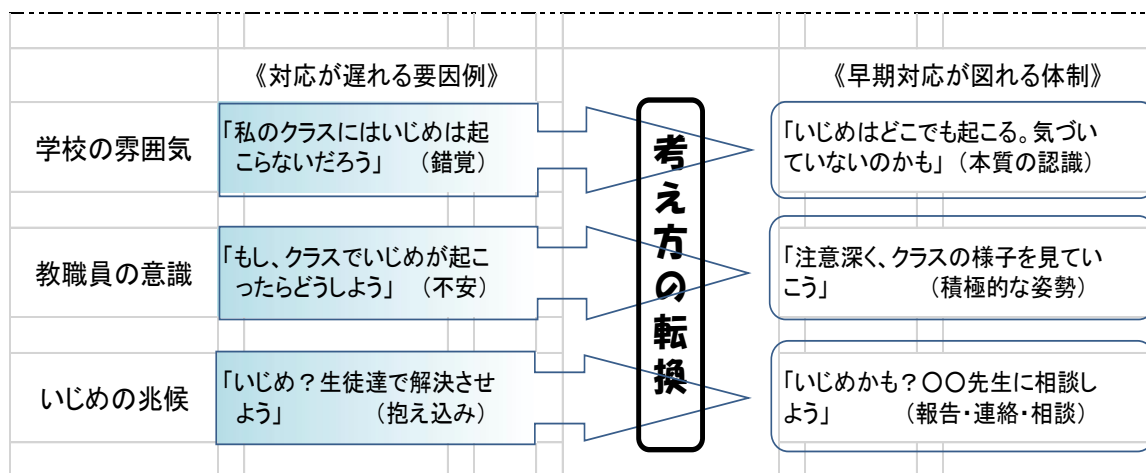 《対応が遅れる要因例》
《早期対応が図れる体制》
学校の雰囲気
「私のクラスにはいじめは起
こらないだろう」 (錯覚)
考え方の転換
「いじめはどこでも起こる。気づい
ていないのかも」(本質の認識)
教職員の意識
「もし、クラスでいじめが起こ
ったらどうしよう」 (不安)
「注意深く、クラスの様子を見てい
こう」 (積極的な姿勢)
いじめの兆候
「いじめ?生徒達で解決させ
よう」 (抱え込み)
「いじめかも?〇〇先生に相談し
よう」 (報告・連絡・相談)